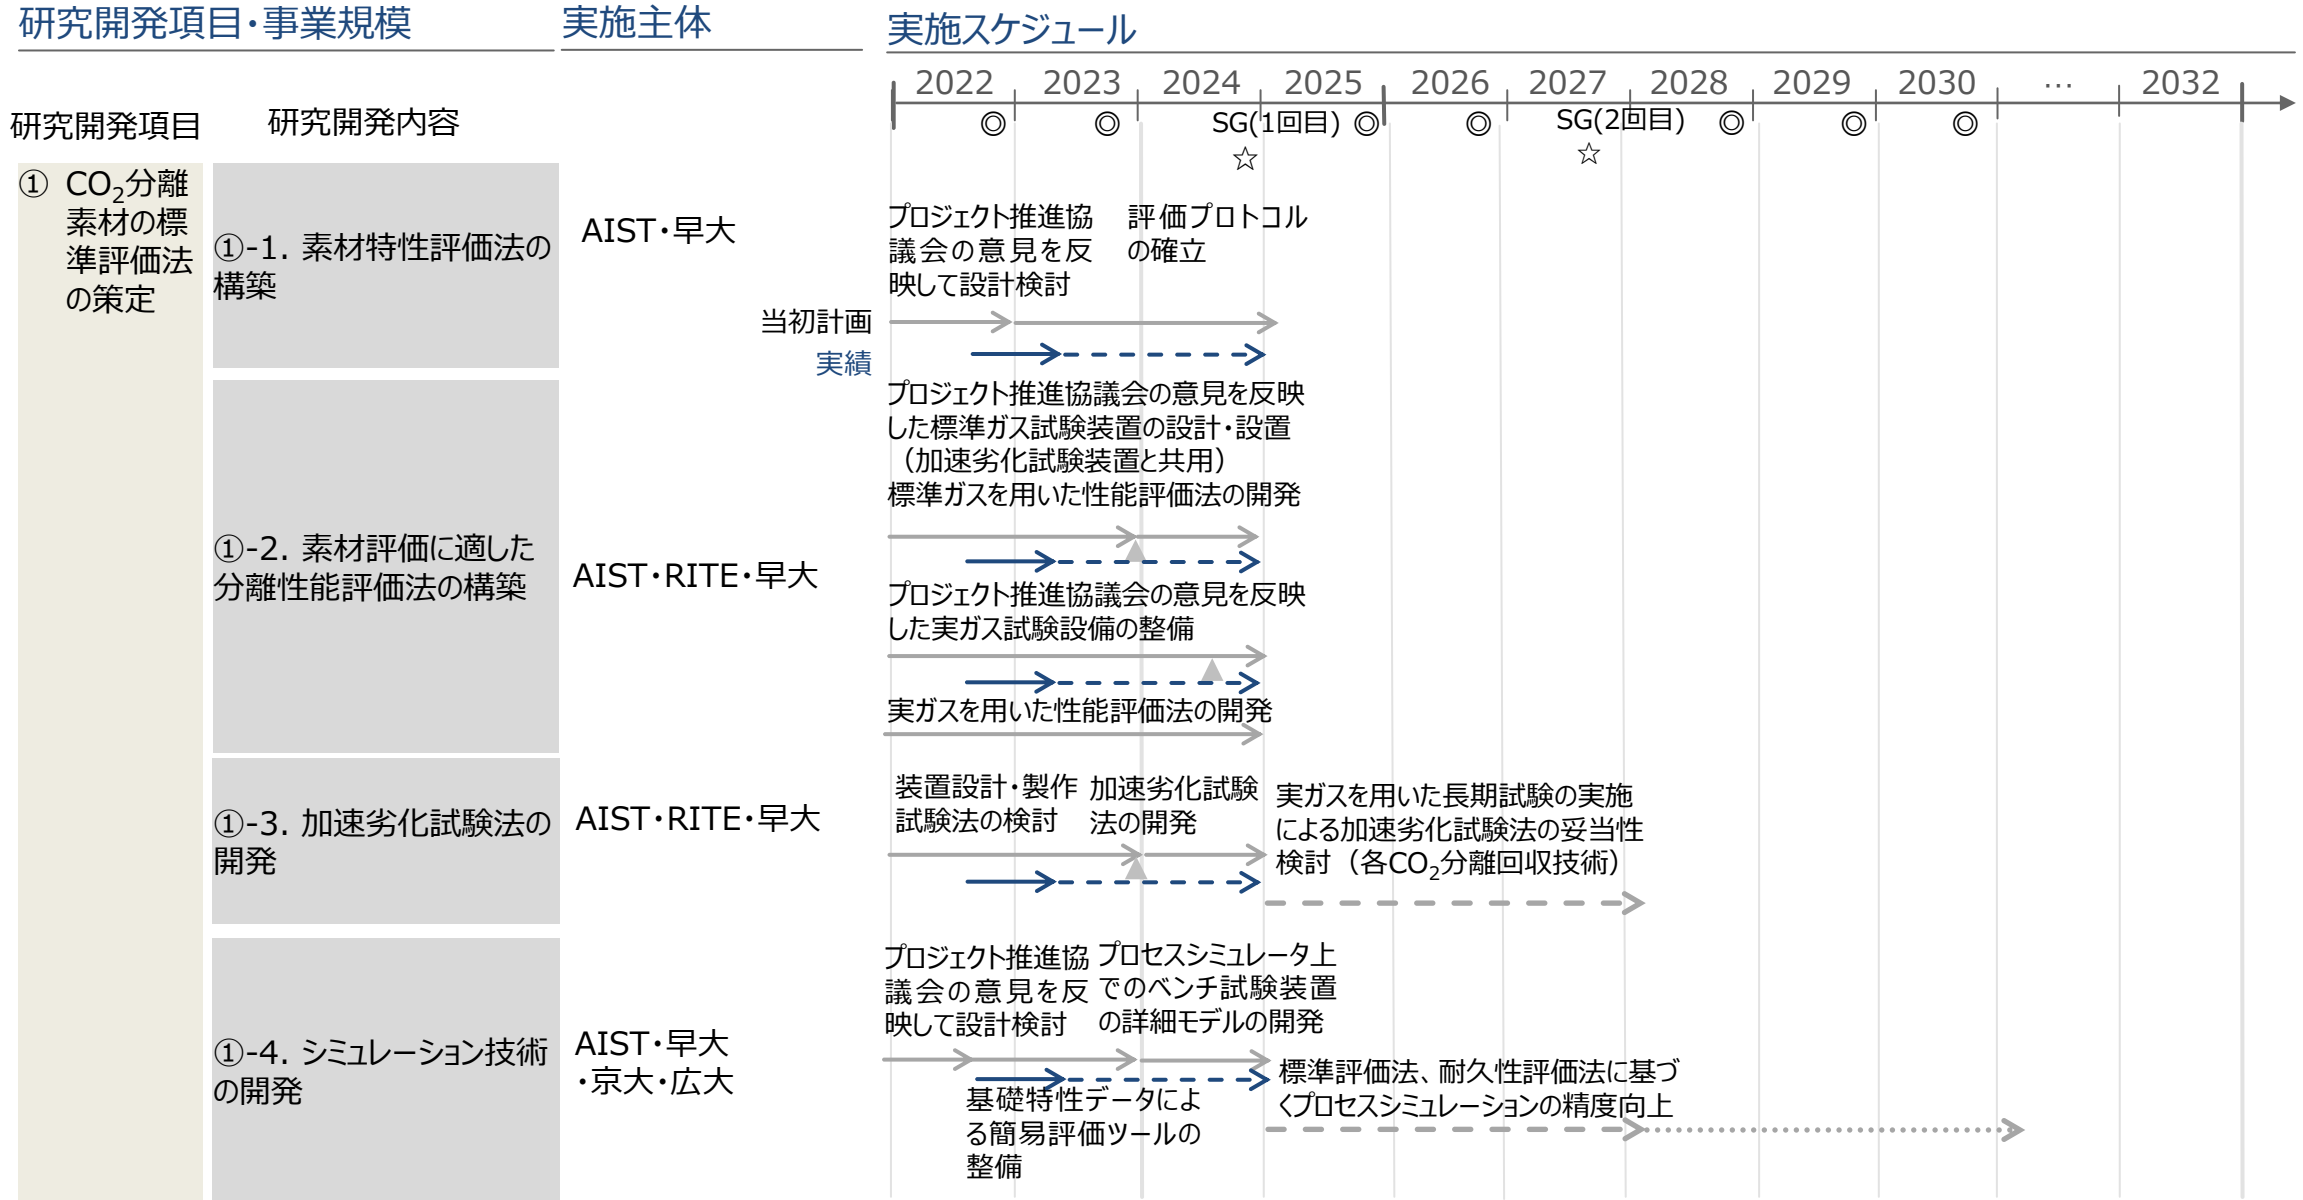 研究開発項目・事業規模
実施主体
実施スケジュール
2022 2023 2024 2025 2026 2027 2028 2029 2030 … 2032
研究開発項目
研究開発内容
◎ ◎ SG(1回目) ◎ ◎ SG(2回目) ◎ ◎ ◎
☆ ☆
① CO₂分離
素材の標
準評価法
の策定
①-1. 素材特性評価法の
構築
AIST・早大
プロジェクト推進協
議会の意見を反
映して設計検討
評価プロトコル
の確立
当初計画
実績
①-2. 素材評価に適した
分離性能評価法の構築
AIST・RITE・早大
プロジェクト推進協議会の意見を反映
した標準ガス試験装置の設計・設置
（加速劣化試験装置と共用）
標準ガスを用いた性能評価法の開発
プロジェクト推進協議会の意見を反映
した実ガス試験設備の整備
実ガスを用いた性能評価法の開発
①-3. 加速劣化試験法の
開発
AIST・RITE・早大
装置設計・製作
試験法の検討
加速劣化試験
法の開発
実ガスを用いた長期試験の実施
による加速劣化試験法の妥当性
検討（各CO₂分離回収技術）
①-4. シミュレーション技術
の開発
AIST・早大
・京大・広大
プロジェクト推進協
議会の意見を反
映して設計検討
プロセスシミュレータ上
でのベンチ試験装置
の詳細モデルの開発
基礎特性データによ
る簡易評価ツールの
整備
標準評価法、耐久性評価法に基づ
くプロセスシミュレーションの精度向上